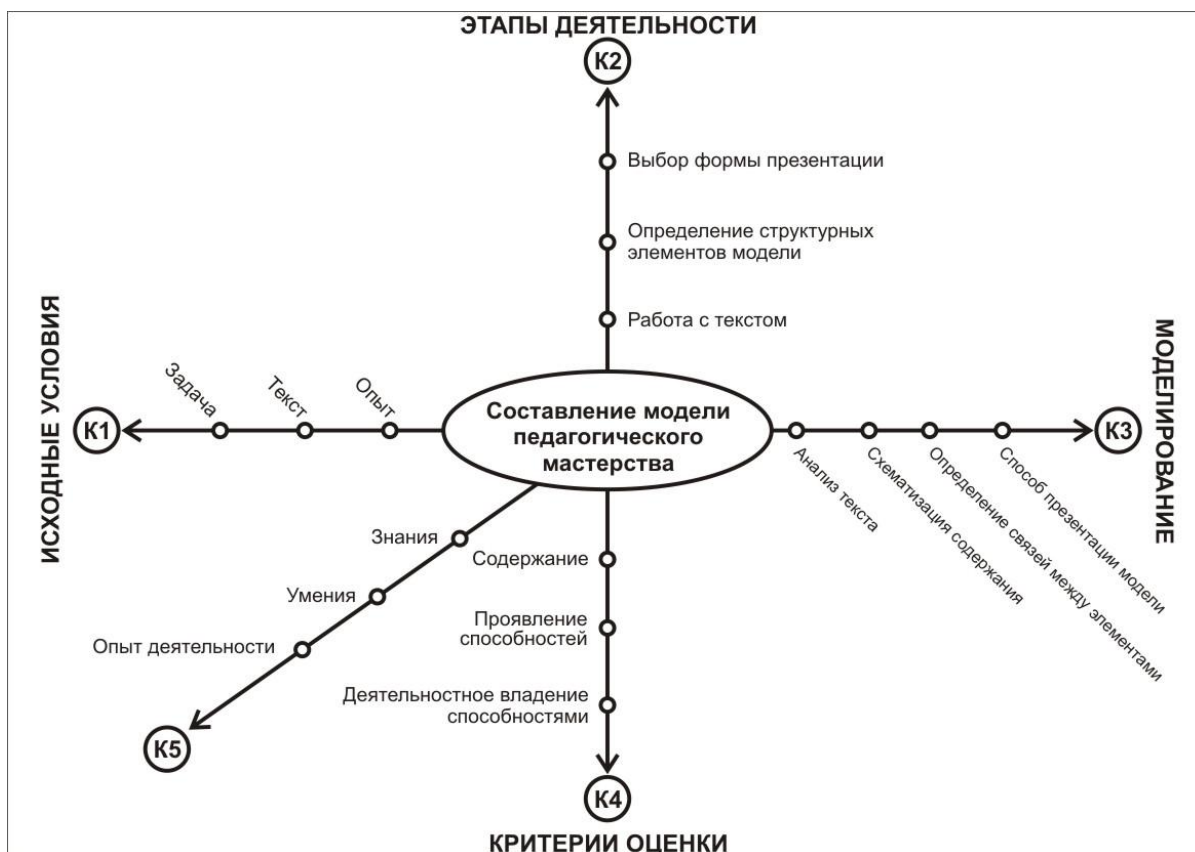 ЭТАПЫ ДЕЯТЕЛЬНОСТИ
К2
Выбор формы презентации
Определение структурных
элементов модели
Работа с текстом
ИСХОДНЫЕ УСЛОВИЯ
К1
Задача
Текст
Опыт
Составление модели
педагогического
мастерства
Анализ текста
Схематизация содержания
Определение связей между элементами
Способ презентации модели
К3
МОДЕЛИРОВАНИЕ
Знания
Умения
Опыт деятельности
К5
Содержание
Проявление
способностей
Деятельностное владение
способностями
К4
КРИТЕРИИ ОЦЕНКИ